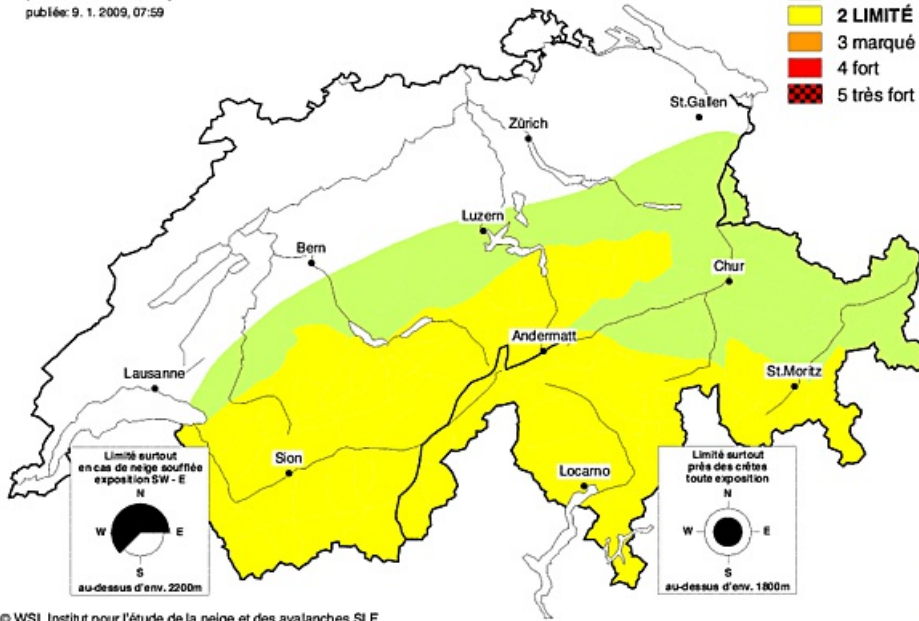 publiée: 9. 1. 2009, 07:59
2 LIMITÉ
3 marqué
4 fort
5 très fort
St.Gallen
Zürich
Luzern
Bern
Chur
Andermatt
Lausanne
St.Moritz
Sion
Locarno
Limité surtout
en cas de neige soufflée
exposition SW - E
N
W
E
S
au-dessus d'env. 2200m
Limité surtout
près des crêtes
toute exposition
N
W
E
S
au-dessus d'env. 1800m
© WSL Institut pour l'étude de la neige et des avalanches SLF